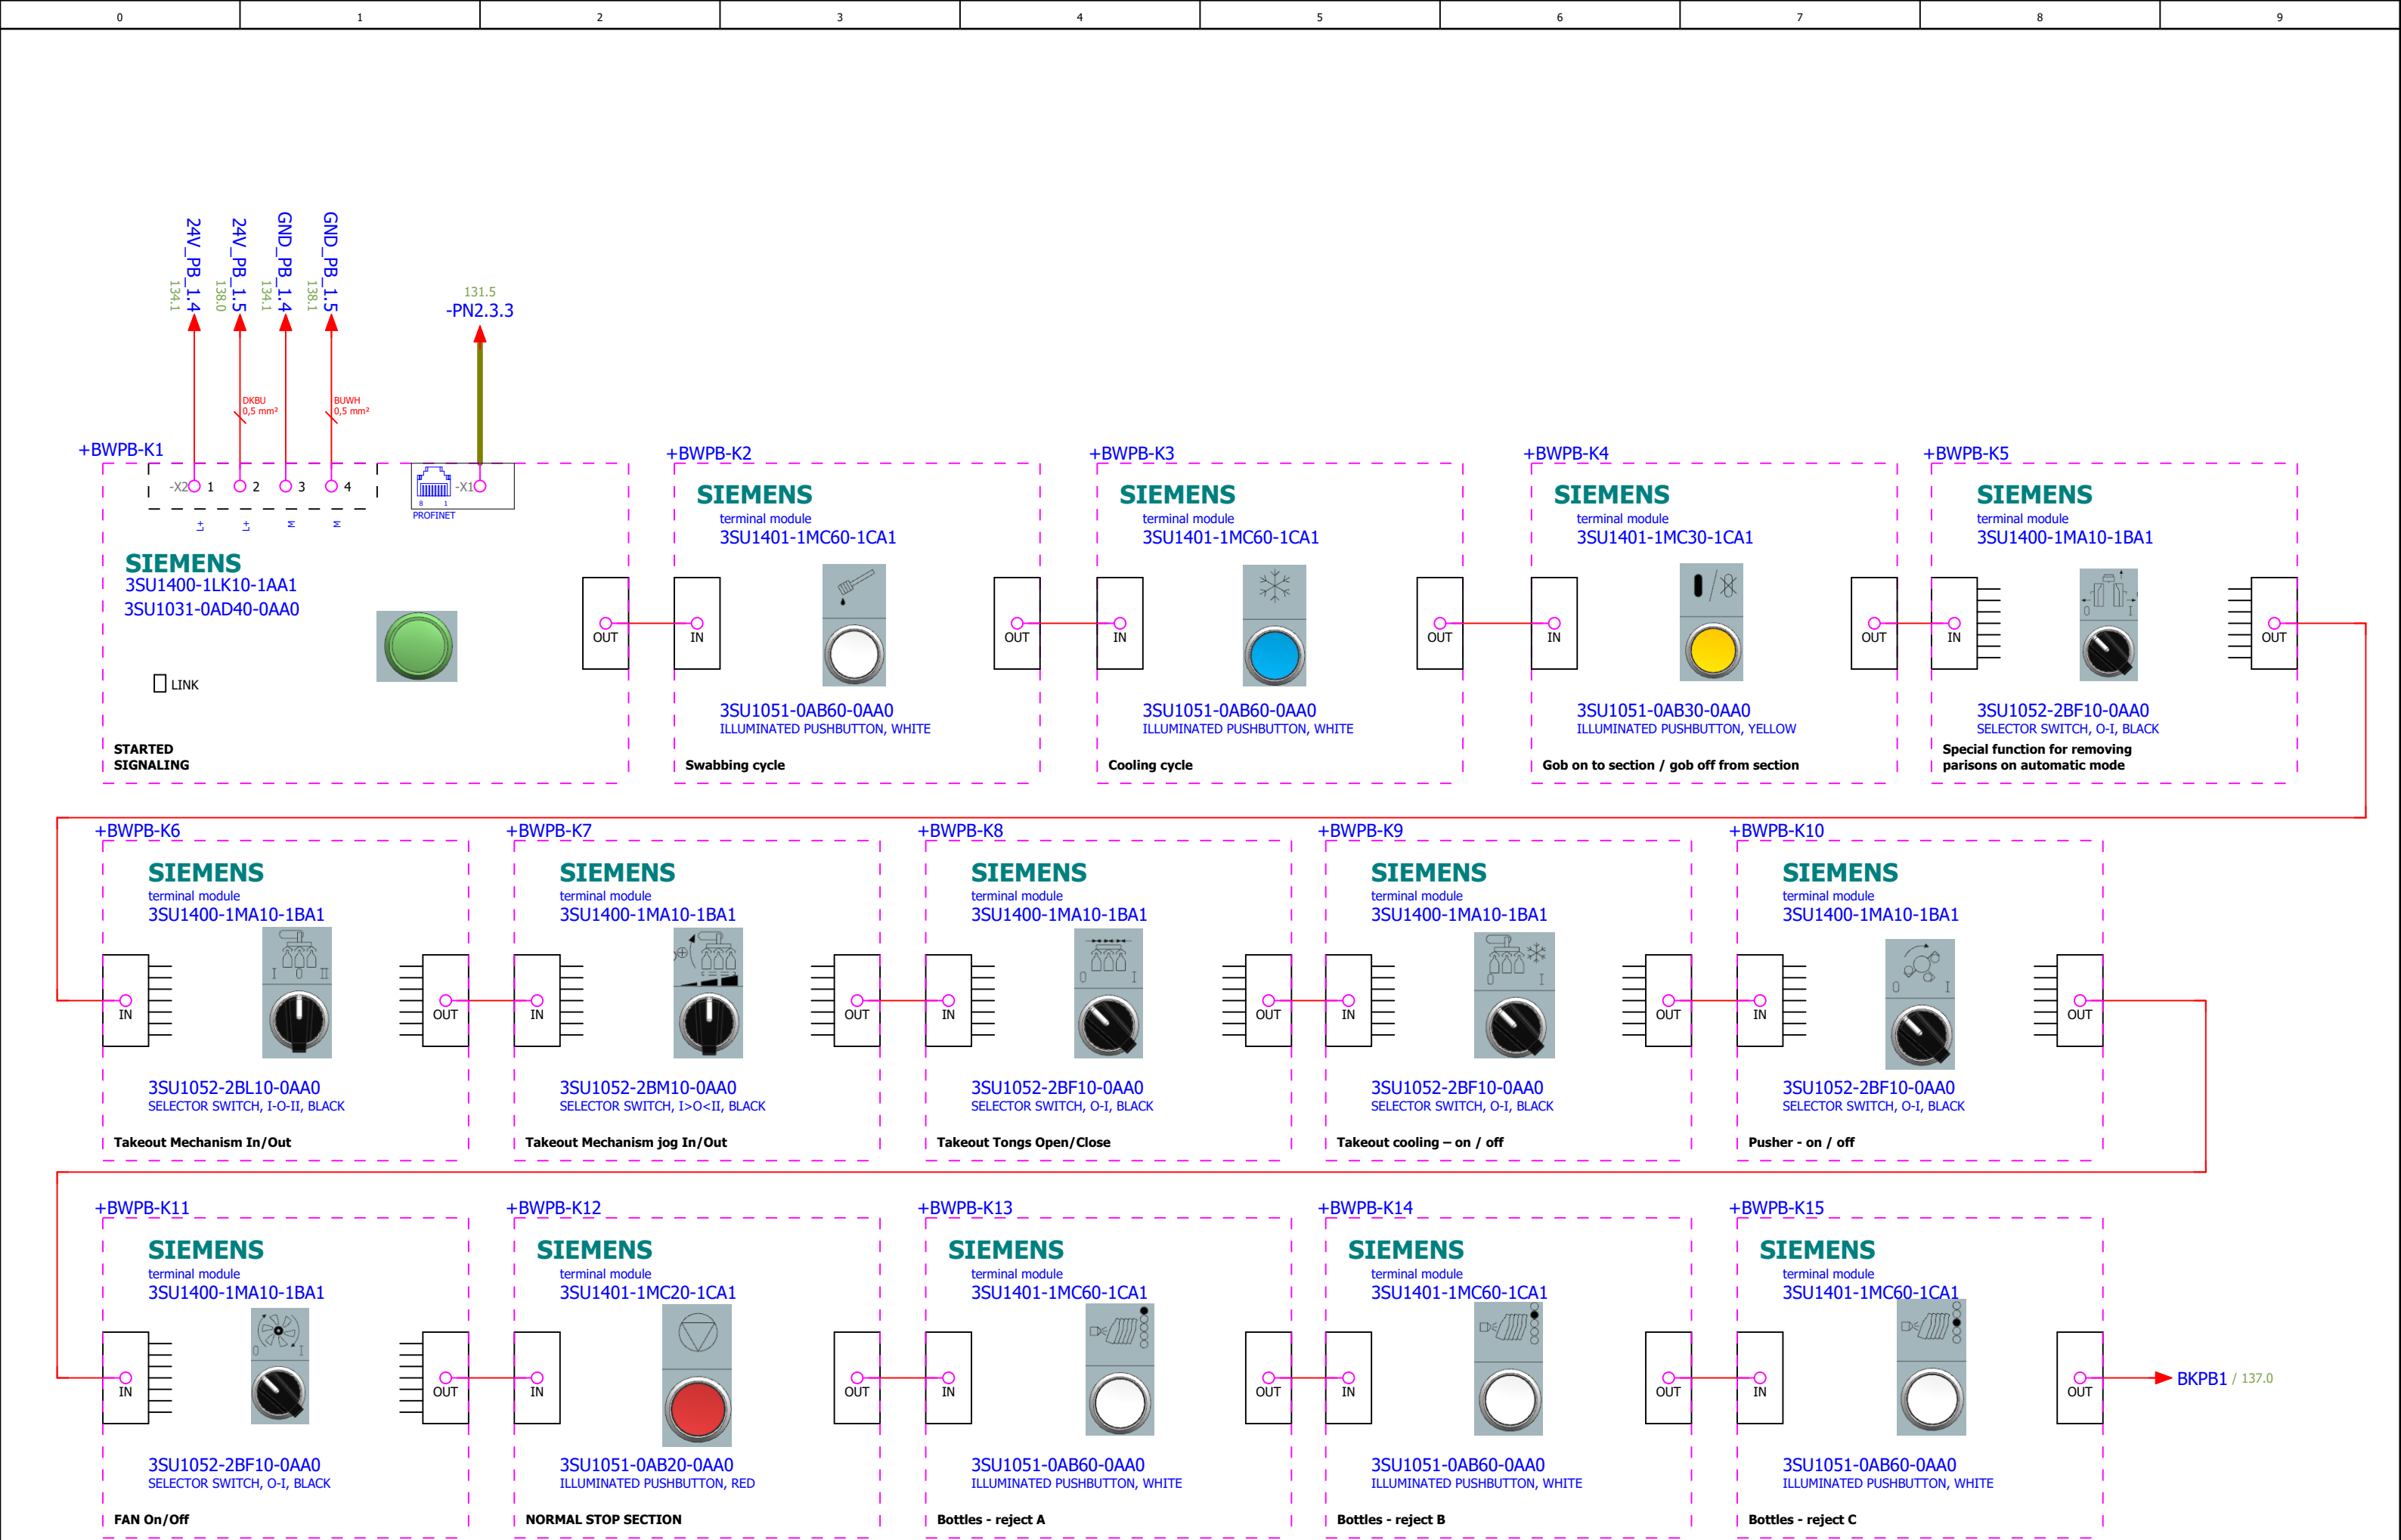 0 1 2 3 4 5 6 7 8 9
24V_PB_1.4
134.1
24V_PB_1.5
138.0
GND_PB_1.4
134.1
GND_PB_1.5
138.1
131.5
-PN2.3.3
DKBU
0,5 mm²
BUWH
0,5 mm²
+BWPB-K1
-X2 1 2 3 4
L+ L+ M M
-X1
8 1
PROFINET
SIEMENS
3SU1400-1LK10-1AA1
3SU1031-0AD40-0AA0
LINK
OUT
STARTED
SIGNALING
+BWPB-K2
SIEMENS
terminal module
3SU1401-1MC60-1CA1
IN
OUT
3SU1051-0AB60-0AA0
ILLUMINATED PUSHBUTTON, WHITE
Swabbing cycle
+BWPB-K3
SIEMENS
terminal module
3SU1401-1MC60-1CA1
IN
OUT
3SU1051-0AB60-0AA0
ILLUMINATED PUSHBUTTON, WHITE
Cooling cycle
+BWPB-K4
SIEMENS
terminal module
3SU1401-1MC30-1CA1
IN
OUT
3SU1051-0AB30-0AA0
ILLUMINATED PUSHBUTTON, YELLOW
Gob on to section / gob off from section
+BWPB-K5
SIEMENS
terminal module
3SU1400-1MA10-1BA1
O I
IN
OUT
3SU1052-2BF10-0AA0
SELECTOR SWITCH, O-I, BLACK
Special function for removing
parisons on automatic mode
+BWPB-K6
SIEMENS
terminal module
3SU1400-1MA10-1BA1
I O II
IN
OUT
3SU1052-2BL10-0AA0
SELECTOR SWITCH, I-O-II, BLACK
Takeout Mechanism In/Out
+BWPB-K7
SIEMENS
terminal module
3SU1400-1MA10-1BA1
IN
OUT
3SU1052-2BM10-0AA0
SELECTOR SWITCH, I>O<II, BLACK
Takeout Mechanism jog In/Out
+BWPB-K8
SIEMENS
terminal module
3SU1400-1MA10-1BA1
O I
IN
OUT
3SU1052-2BF10-0AA0
SELECTOR SWITCH, O-I, BLACK
Takeout Tongs Open/Close
+BWPB-K9
SIEMENS
terminal module
3SU1400-1MA10-1BA1
O I
IN
OUT
3SU1052-2BF10-0AA0
SELECTOR SWITCH, O-I, BLACK
Takeout cooling – on / off
+BWPB-K10
SIEMENS
terminal module
3SU1400-1MA10-1BA1
O I
IN
OUT
3SU1052-2BF10-0AA0
SELECTOR SWITCH, O-I, BLACK
Pusher - on / off
+BWPB-K11
SIEMENS
terminal module
3SU1400-1MA10-1BA1
O I
IN
OUT
3SU1052-2BF10-0AA0
SELECTOR SWITCH, O-I, BLACK
FAN On/Off
+BWPB-K12
SIEMENS
terminal module
3SU1401-1MC20-1CA1
IN
OUT
3SU1051-0AB20-0AA0
ILLUMINATED PUSHBUTTON, RED
NORMAL STOP SECTION
+BWPB-K13
SIEMENS
terminal module
3SU1401-1MC60-1CA1
IN
OUT
3SU1051-0AB60-0AA0
ILLUMINATED PUSHBUTTON, WHITE
Bottles - reject A
+BWPB-K14
SIEMENS
terminal module
3SU1401-1MC60-1CA1
IN
OUT
3SU1051-0AB60-0AA0
ILLUMINATED PUSHBUTTON, WHITE
Bottles - reject B
+BWPB-K15
SIEMENS
terminal module
3SU1401-1MC60-1CA1
IN
OUT
BKPB1 / 137.0
3SU1051-0AB60-0AA0
ILLUMINATED PUSHBUTTON, WHITE
Bottles - reject C